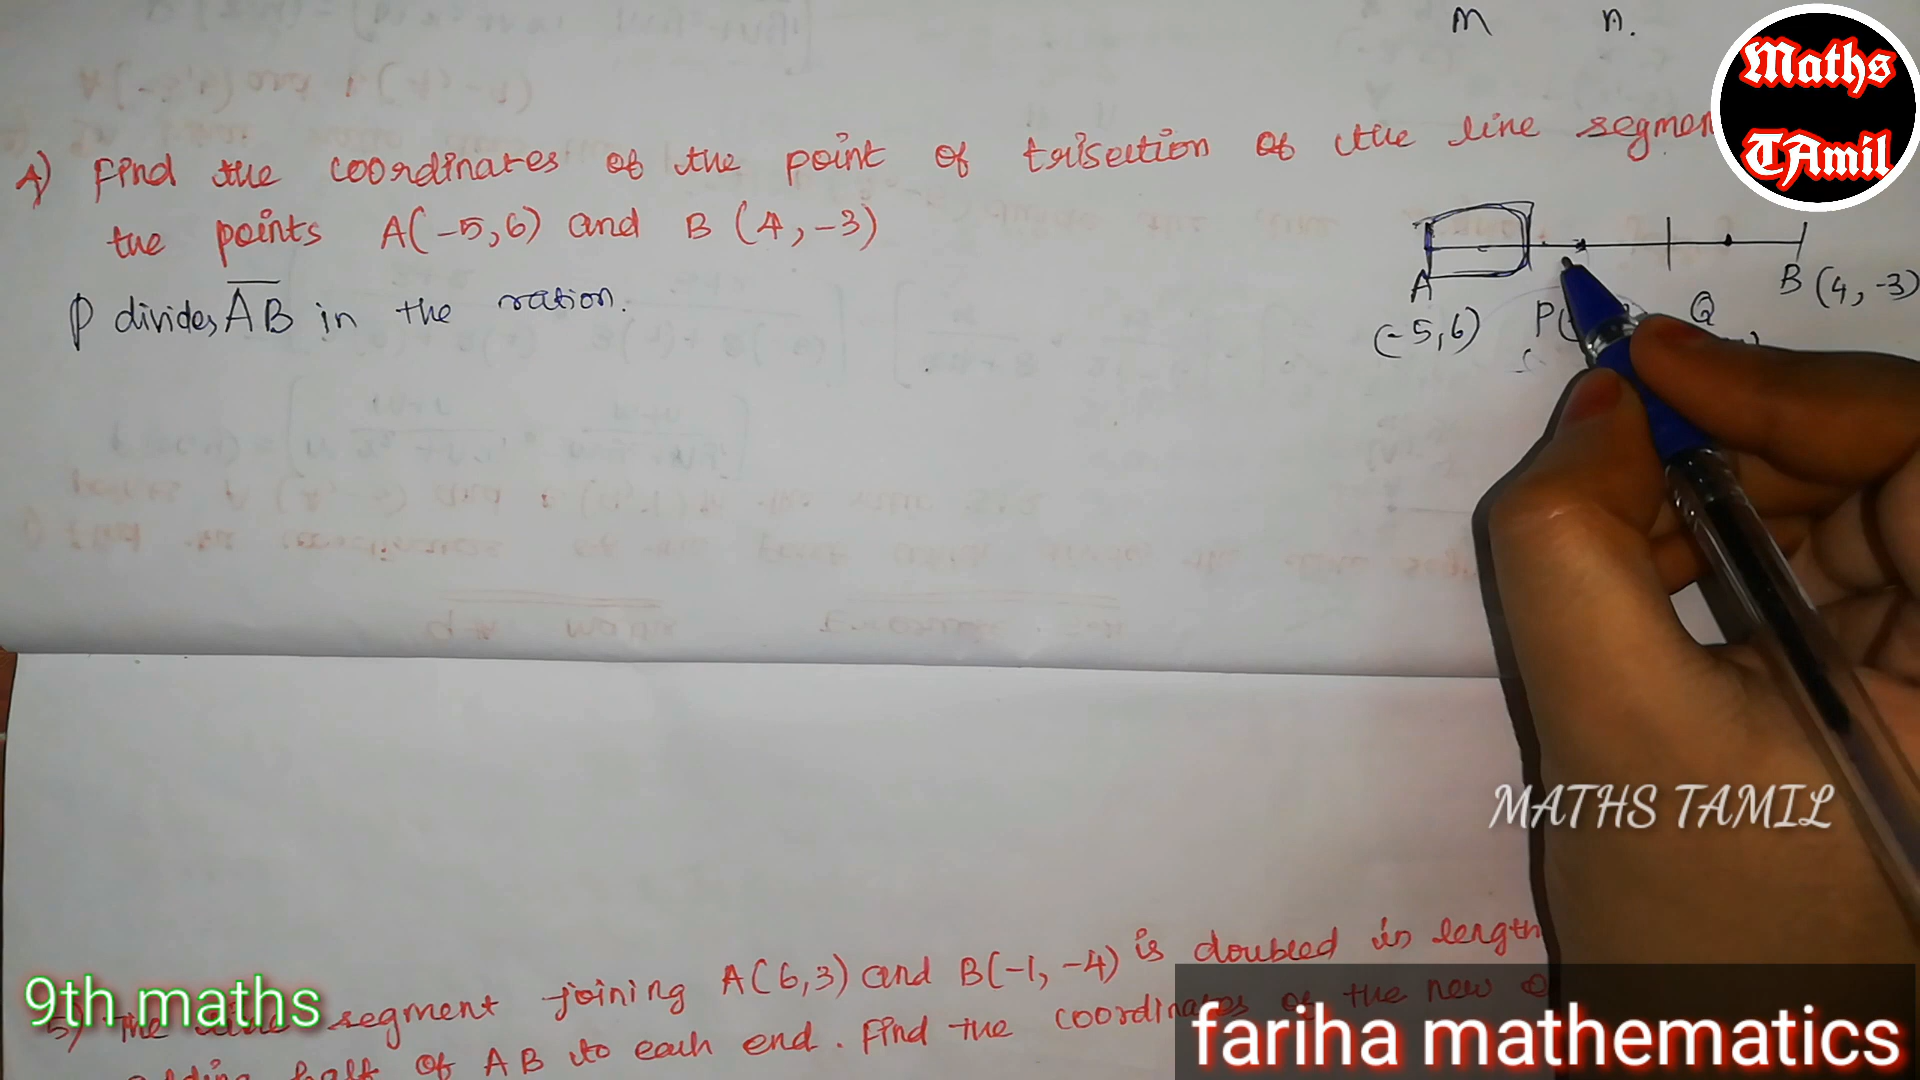 m n.
Maths
TAmil
4) Find the coordinates of the point of trisection of the line segmen
the points A(-5,6) and B (4,-3)
A P( Q B (4,-3)
(-5,6)
P divides AB in the ration.
MATHS TAMIL
9th maths
5) The line segment joining A(6,3) and B(-1,-4) is doubled in length
half of AB to each end. Find the coordinates of the new
fariha mathematics